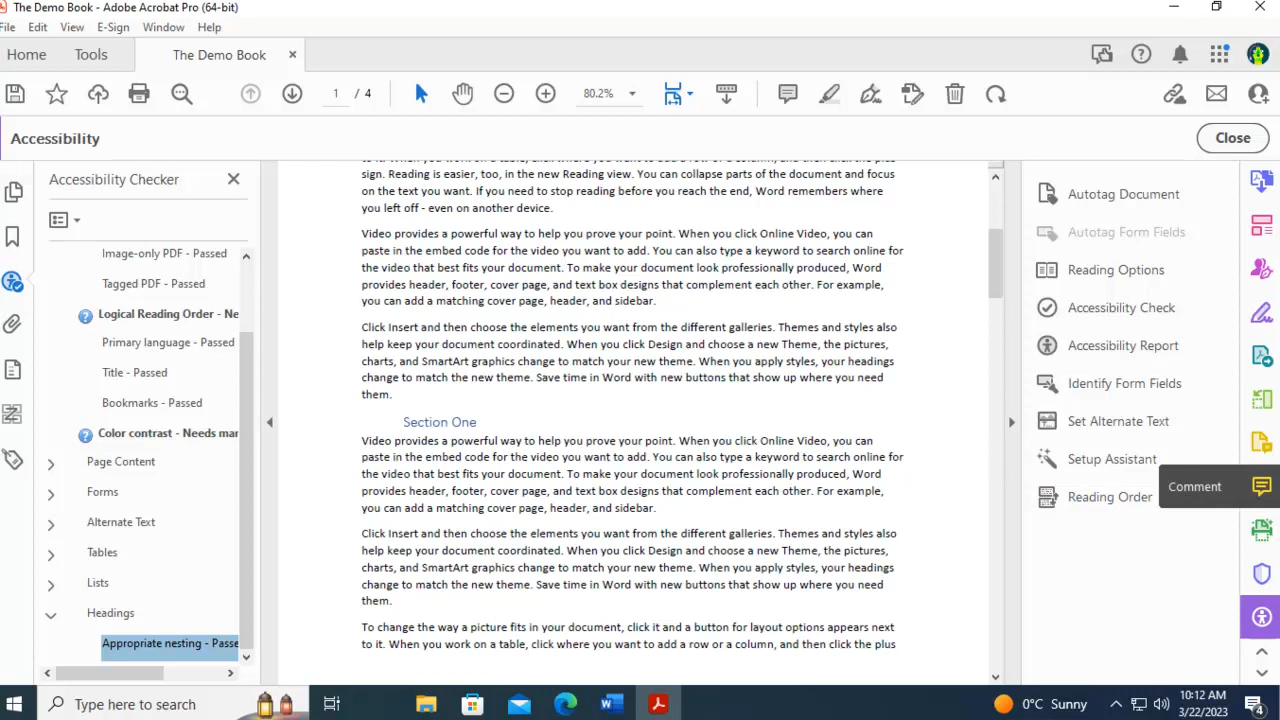 The Demo Book - Adobe Acrobat Pro (64-bit)
File Edit View E-Sign Window Help
Home Tools The Demo Book
1 / 4 80.2%
Accessibility Close
Accessibility Checker
Image-only PDF - Passed
Tagged PDF - Passed
Logical Reading Order - Ne
Primary language - Passed
Title - Passed
Bookmarks - Passed
Color contrast - Needs mar
Page Content
Forms
Alternate Text
Tables
Lists
Headings
Appropriate nesting - Passe
to it. When you work on a table, click where you want to add a row or a column, and then click the plus
sign. Reading is easier, too, in the new Reading view. You can collapse parts of the document and focus
on the text you want. If you need to stop reading before you reach the end, Word remembers where
you left off - even on another device.
Video provides a powerful way to help you prove your point. When you click Online Video, you can
paste in the embed code for the video you want to add. You can also type a keyword to search online for
the video that best fits your document. To make your document look professionally produced, Word
provides header, footer, cover page, and text box designs that complement each other. For example,
you can add a matching cover page, header, and sidebar.
Click Insert and then choose the elements you want from the different galleries. Themes and styles also
help keep your document coordinated. When you click Design and choose a new Theme, the pictures,
charts, and SmartArt graphics change to match your new theme. When you apply styles, your headings
change to match the new theme. Save time in Word with new buttons that show up where you need
them.
Section One
Video provides a powerful way to help you prove your point. When you click Online Video, you can
paste in the embed code for the video you want to add. You can also type a keyword to search online for
the video that best fits your document. To make your document look professionally produced, Word
provides header, footer, cover page, and text box designs that complement each other. For example,
you can add a matching cover page, header, and sidebar.
Click Insert and then choose the elements you want from the different galleries. Themes and styles also
help keep your document coordinated. When you click Design and choose a new Theme, the pictures,
charts, and SmartArt graphics change to match your new theme. When you apply styles, your headings
change to match the new theme. Save time in Word with new buttons that show up where you need
them.
To change the way a picture fits in your document, click it and a button for layout options appears next
to it. When you work on a table, click where you want to add a row or a column, and then click the plus
Autotag Document
Autotag Form Fields
Reading Options
Accessibility Check
Accessibility Report
Identify Form Fields
Set Alternate Text
Setup Assistant
Reading Order
Comment
Type here to search
0°C Sunny
10:12 AM
3/22/2023
4